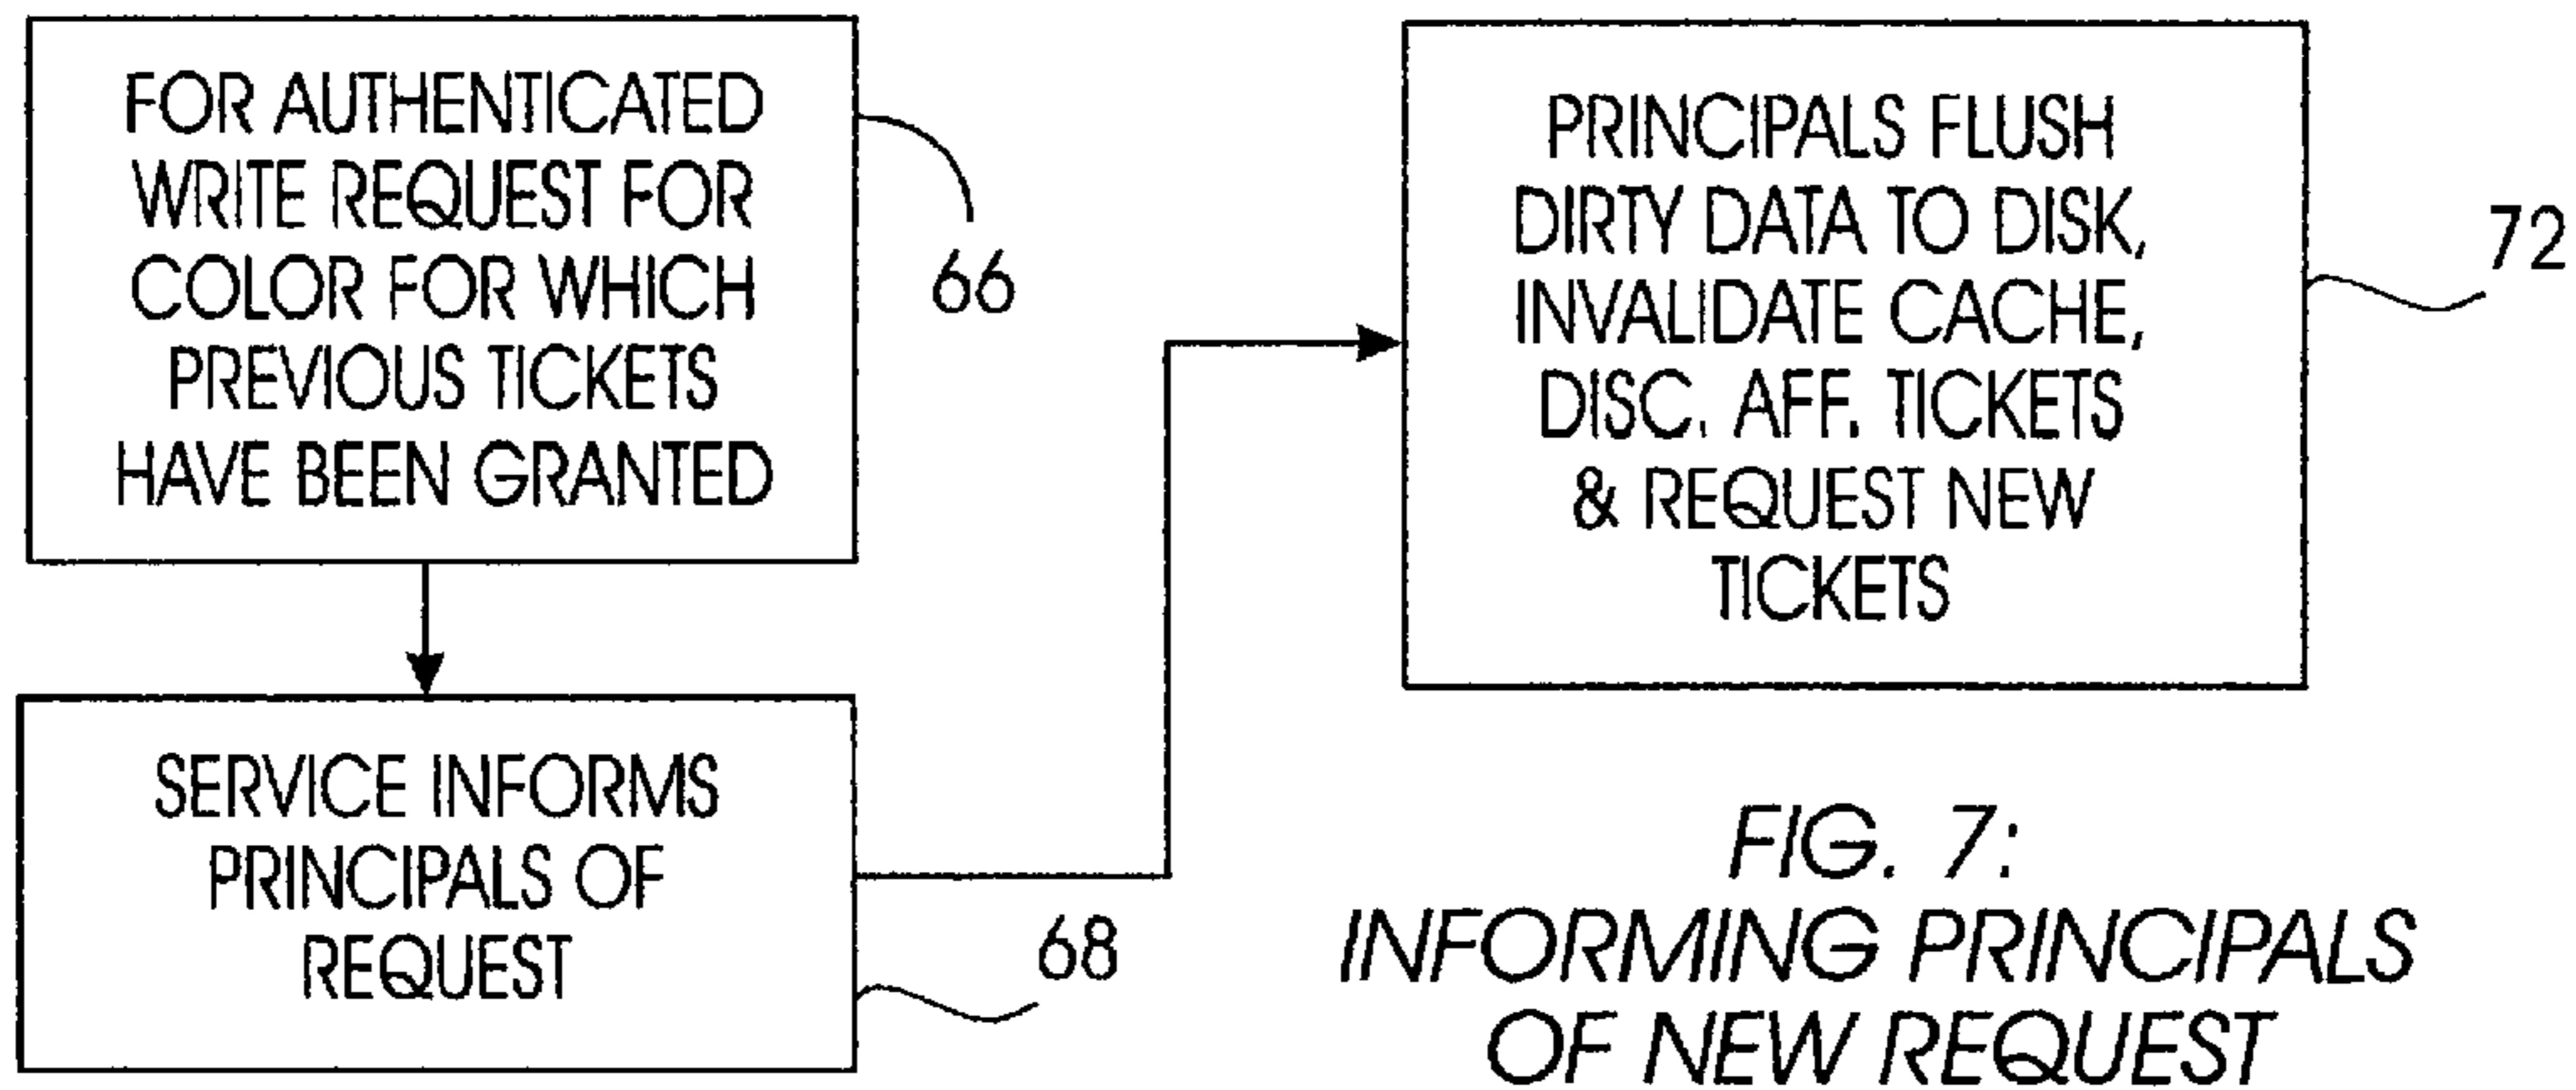 FOR AUTHENTICATED
WRITE REQUEST FOR
COLOR FOR WHICH
PREVIOUS TICKETS
HAVE BEEN GRANTED
66
SERVICE INFORMS
PRINCIPALS OF
REQUEST
68
PRINCIPALS FLUSH
DIRTY DATA TO DISK,
INVALIDATE CACHE,
DISC. AFF. TICKETS
& REQUEST NEW
TICKETS
72
FIG. 7:
INFORMING PRINCIPALS
OF NEW REQUEST